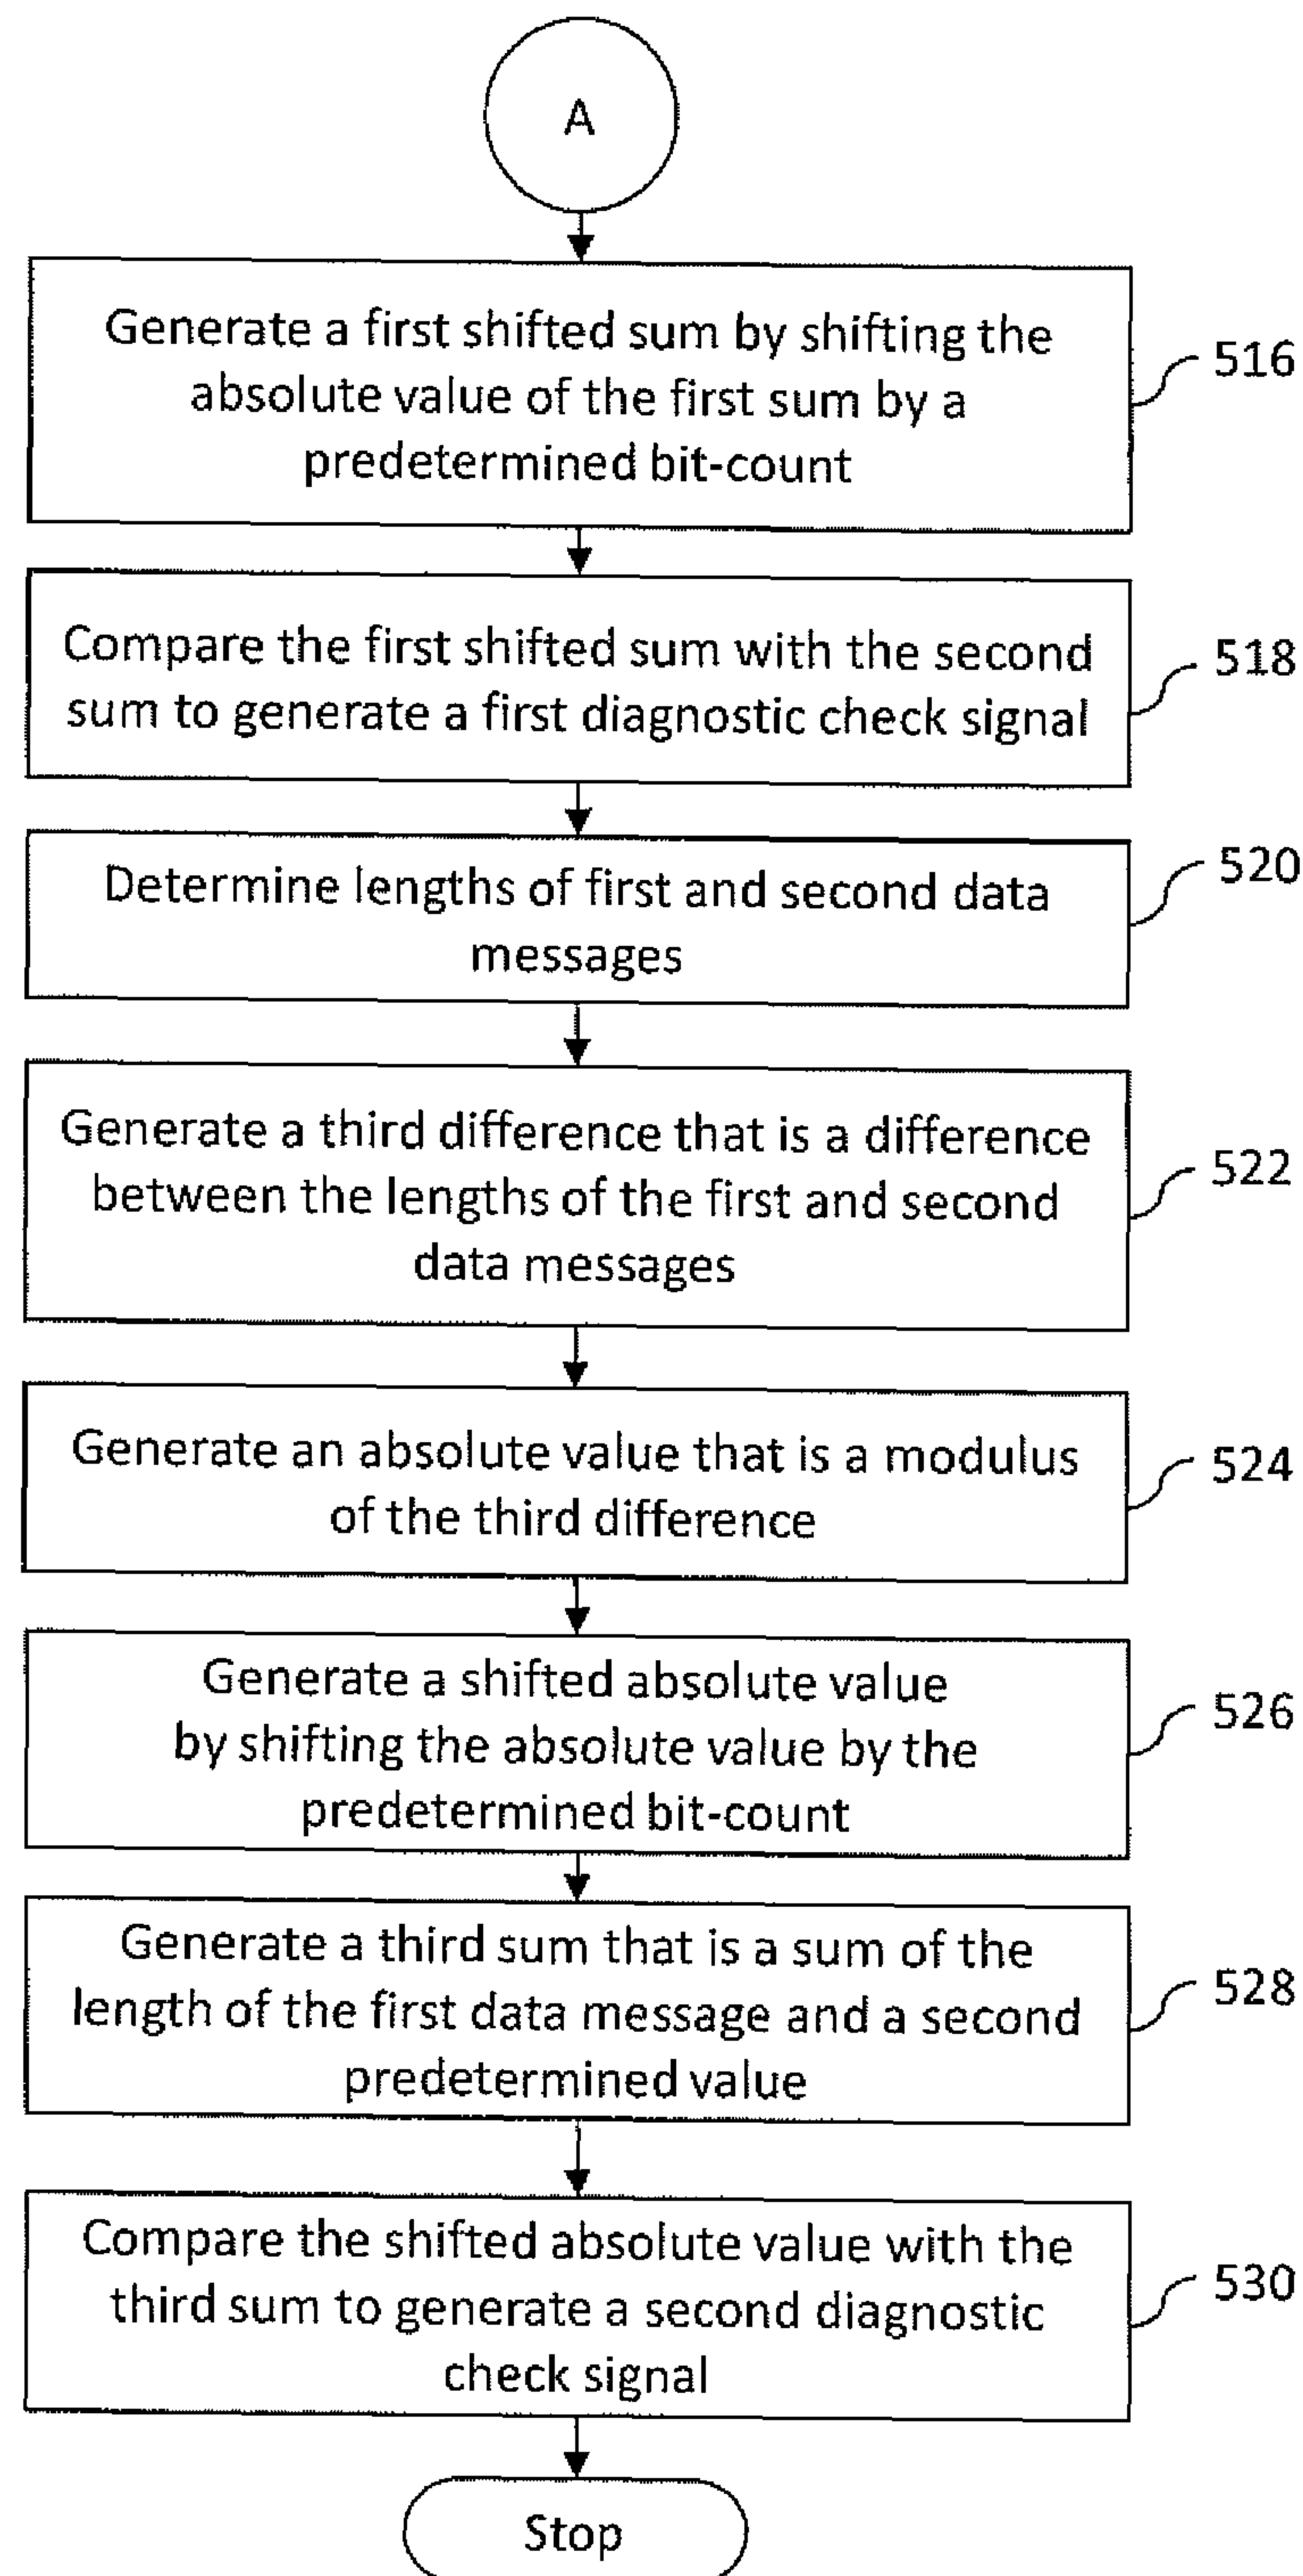 A
Generate a first shifted sum by shifting the
absolute value of the first sum by a
predetermined bit-count
516
Compare the first shifted sum with the second
sum to generate a first diagnostic check signal
518
Determine lengths of first and second data
messages
520
Generate a third difference that is a difference
between the lengths of the first and second
data messages
522
Generate an absolute value that is a modulus
of the third difference
524
Generate a shifted absolute value
by shifting the absolute value by the
predetermined bit-count
526
Generate a third sum that is a sum of the
length of the first data message and a second
predetermined value
528
Compare the shifted absolute value with the
third sum to generate a second diagnostic
check signal
530
Stop